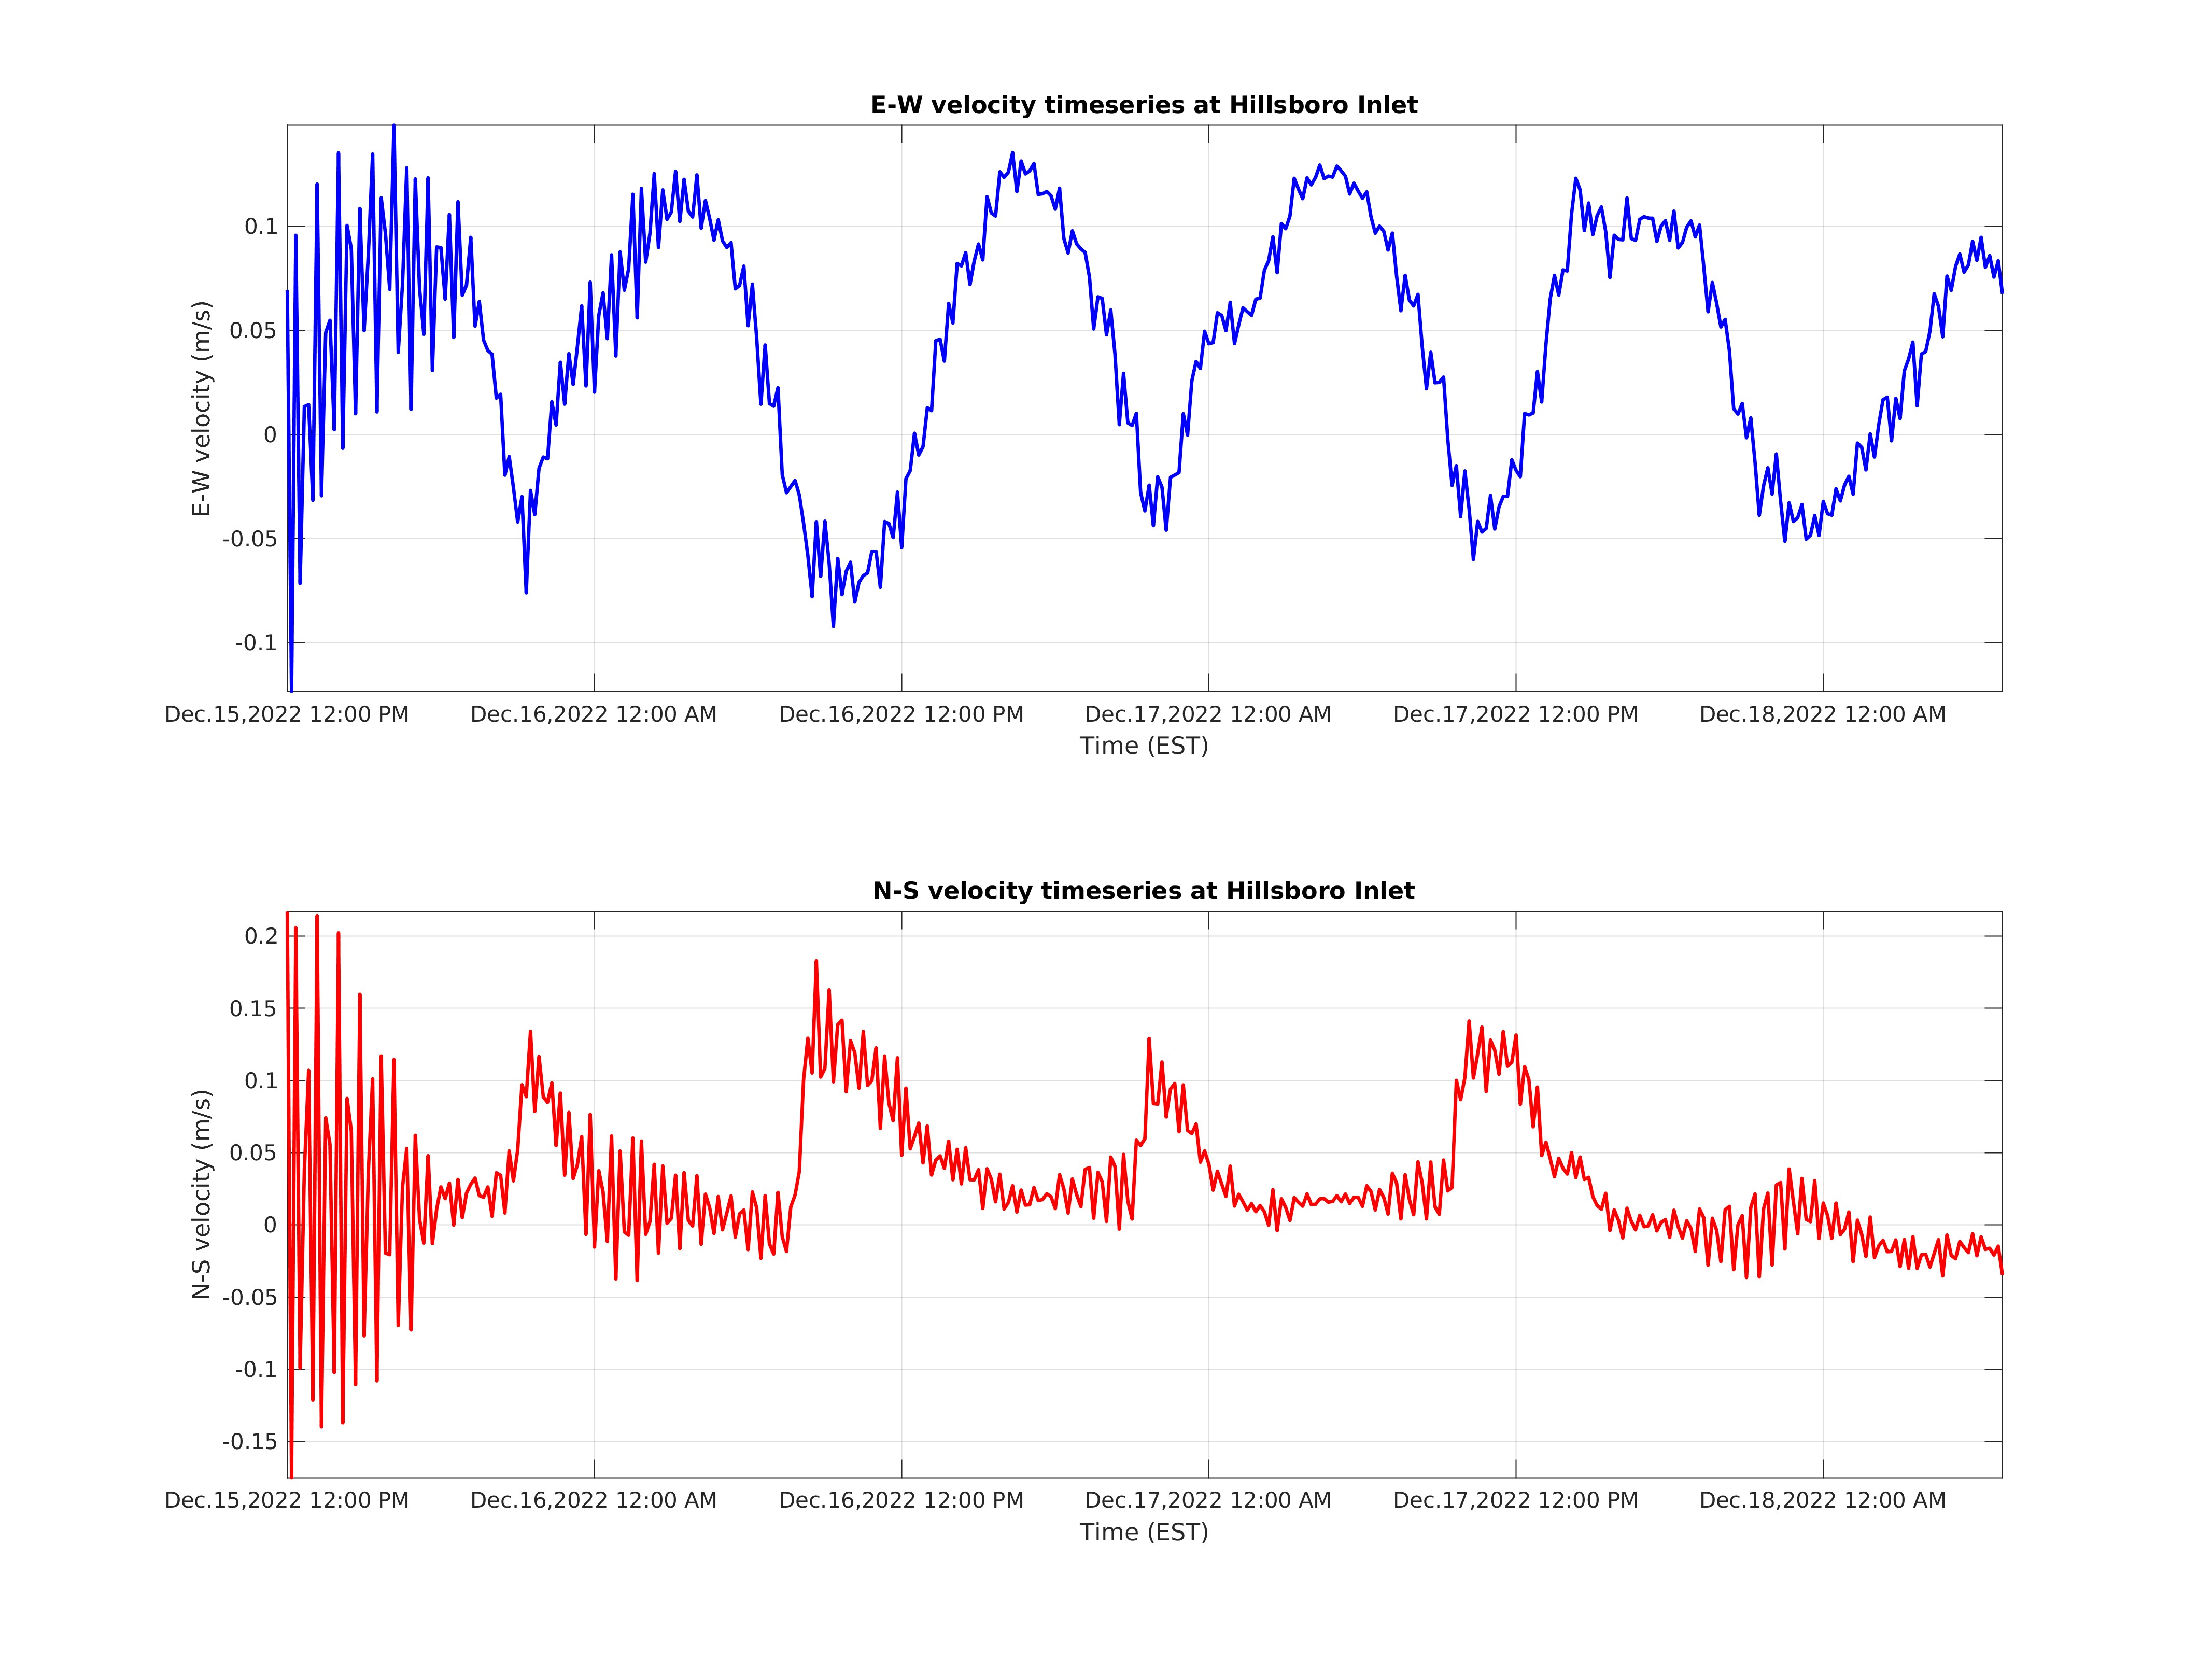 E-W velocity timeseries at Hillsboro Inlet
E-W velocity (m/s)
0.1
0.05
0
-0.05
-0.1
Dec.15,2022 12:00 PM
Dec.16,2022 12:00 AM
Dec.16,2022 12:00 PM
Dec.17,2022 12:00 AM
Dec.17,2022 12:00 PM
Dec.18,2022 12:00 AM
Time (EST)
N-S velocity timeseries at Hillsboro Inlet
N-S velocity (m/s)
0.2
0.15
0.1
0.05
0
-0.05
-0.1
-0.15
Dec.15,2022 12:00 PM
Dec.16,2022 12:00 AM
Dec.16,2022 12:00 PM
Dec.17,2022 12:00 AM
Dec.17,2022 12:00 PM
Dec.18,2022 12:00 AM
Time (EST)